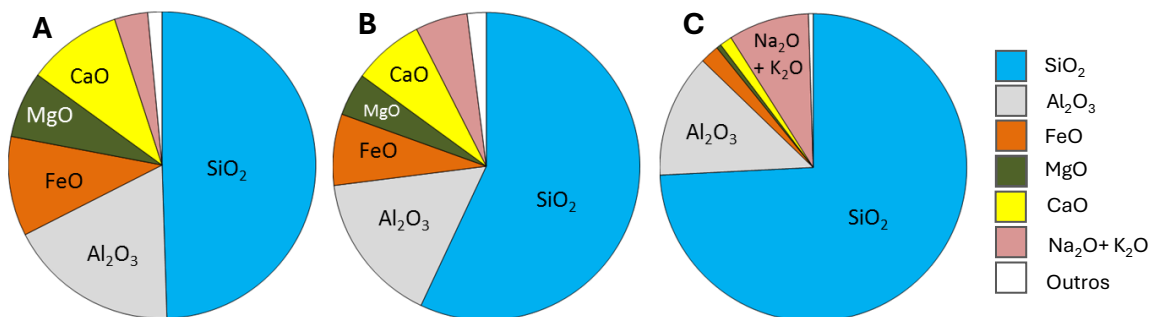 A
CaO
MgO
FeO
Al₂O₃
SiO₂
B
CaO
MgO
FeO
Al₂O₃
SiO₂
C
Na₂O
+ K₂O
Al₂O₃
SiO₂
SiO₂
Al₂O₃
FeO
MgO
CaO
Na₂O+ K₂O
Outros